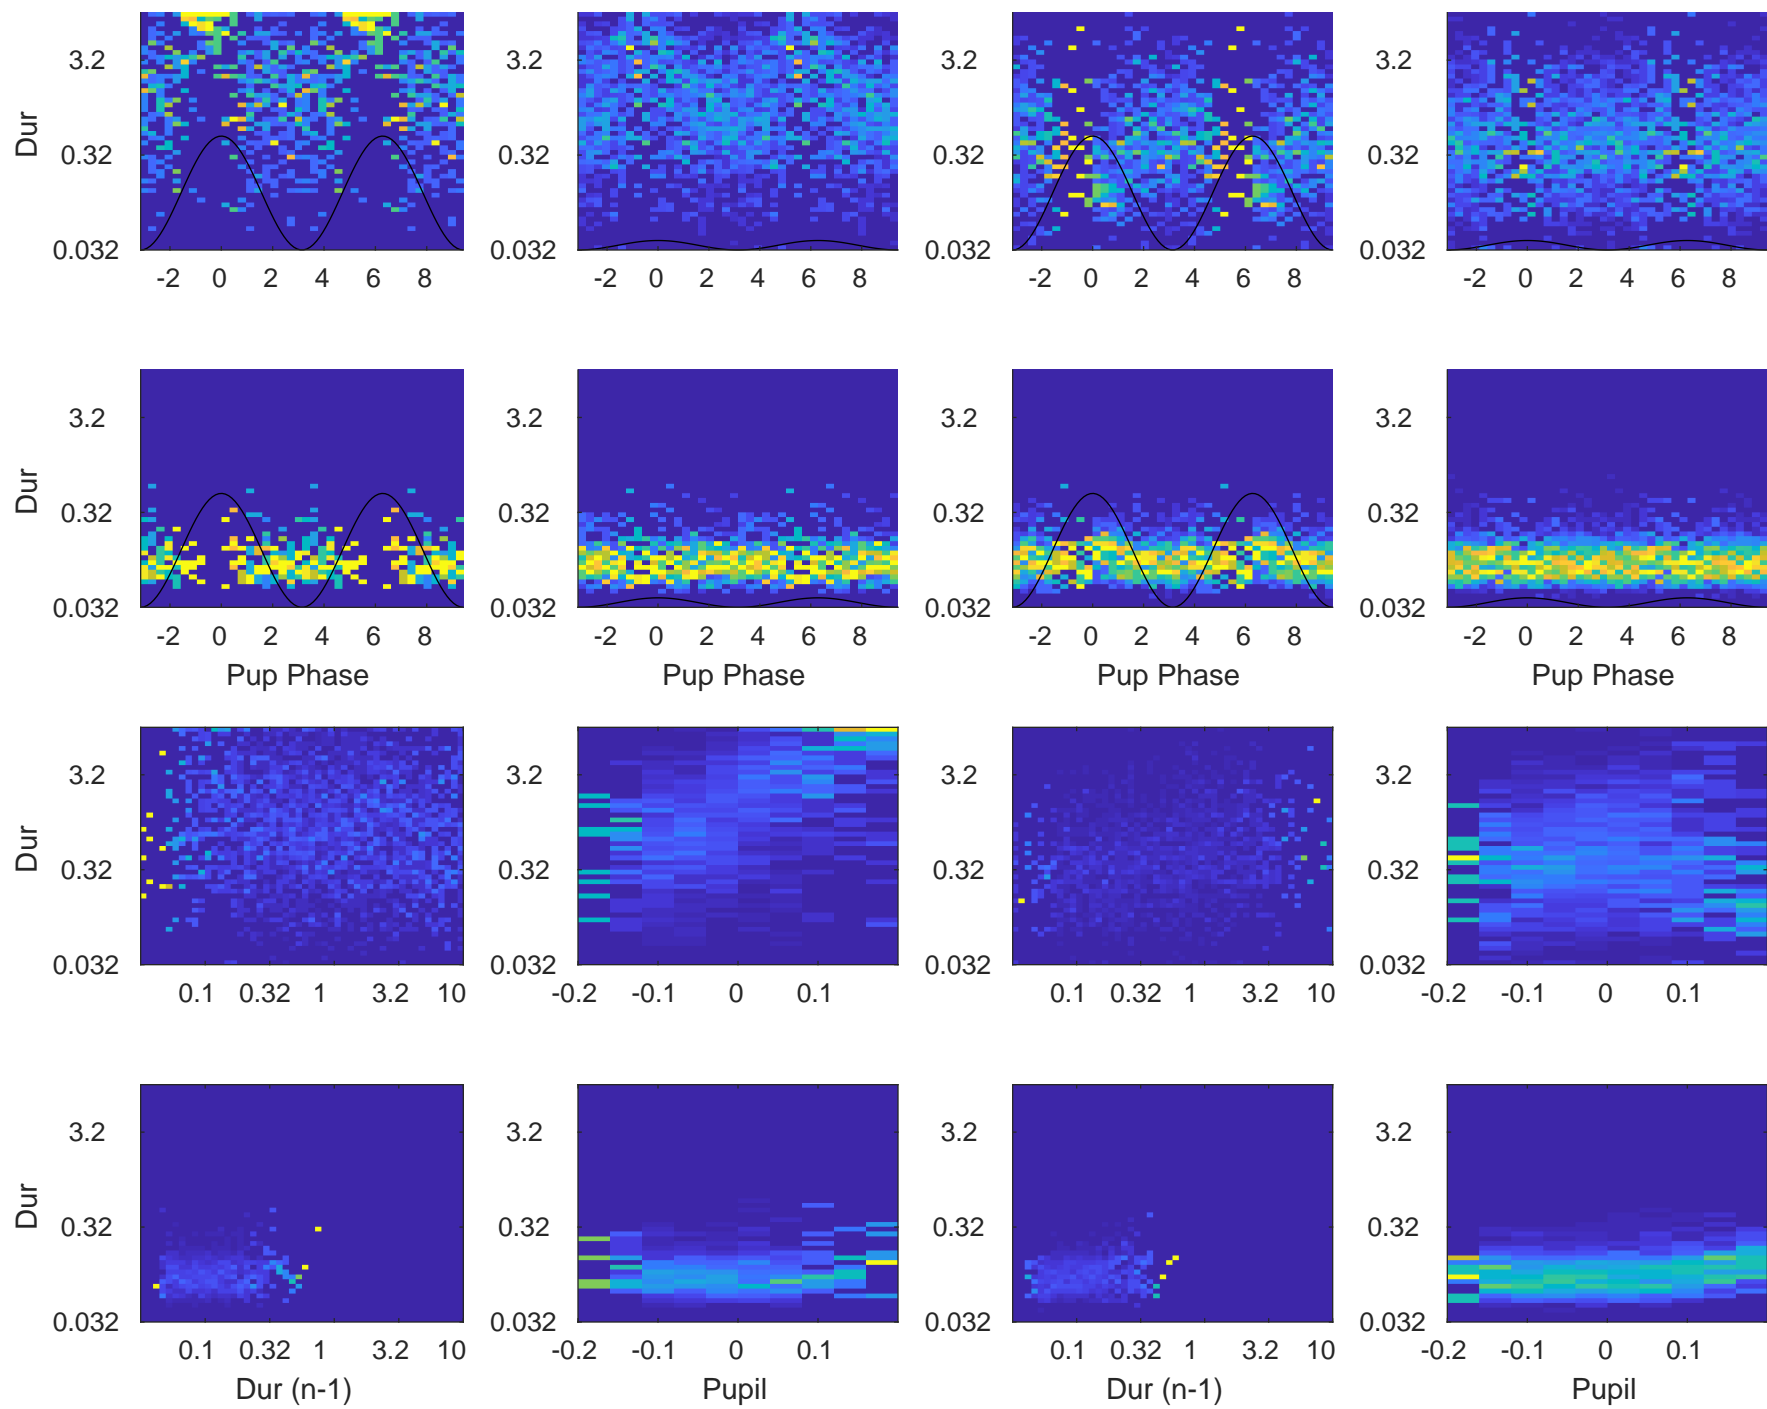 Dur
3.2 3.2 3.2 3.2
0.32 0.32 0.32 0.32
0.032 0.032 0.032 0.032
-2 0 2 4 6 8 -2 0 2 4 6 8 -2 0 2 4 6 8 -2 0 2 4 6 8
Dur
3.2 3.2 3.2 3.2
0.32 0.32 0.32 0.32
0.032 0.032 0.032 0.032
-2 0 2 4 6 8 -2 0 2 4 6 8 -2 0 2 4 6 8 -2 0 2 4 6 8
Pup Phase Pup Phase Pup Phase Pup Phase
Dur
3.2 3.2 3.2 3.2
0.32 0.32 0.32 0.32
0.032 0.032 0.032 0.032
0.1 0.32 1 3.2 10 -0.2 -0.1 0 0.1 0.1 0.32 1 3.2 10 -0.2 -0.1 0 0.1
Dur
3.2 3.2 3.2 3.2
0.32 0.32 0.32 0.32
0.032 0.032 0.032 0.032
0.1 0.32 1 3.2 10 -0.2 -0.1 0 0.1 0.1 0.32 1 3.2 10 -0.2 -0.1 0 0.1
Dur (n-1) Pupil Dur (n-1) Pupil